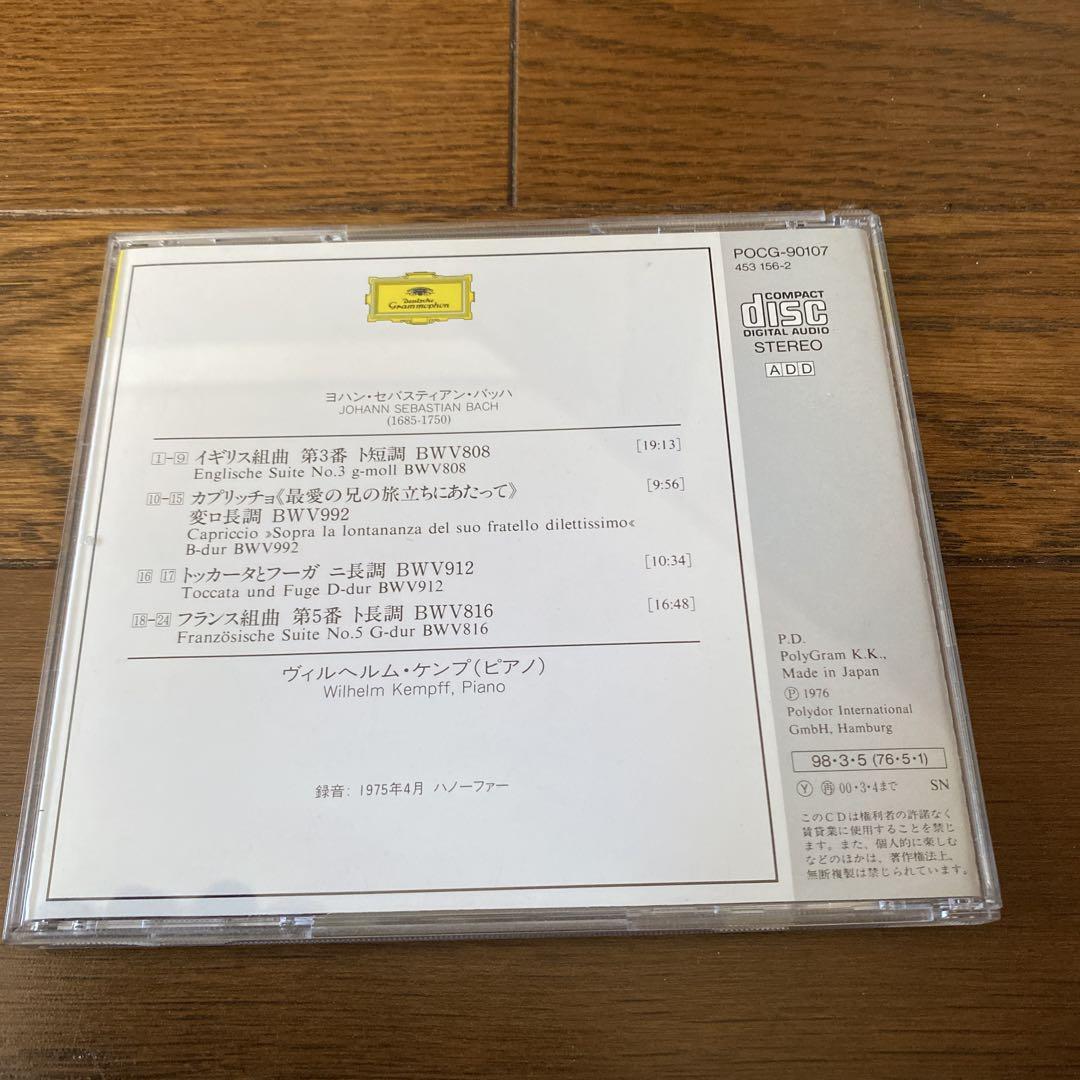 Deutsche
Grammophon
ヨハン・セバスティアン・バッハ
JOHANN SEBASTIAN BACH
(1685-1750)
1-9 イギリス組曲 第3番 ト短調 BWV808 [19:13]
Englische Suite No.3 g-moll BWV808
10-15 カプリッチョ《最愛の兄の旅立ちにあたって》 [9:56]
変ロ長調 BWV992
Capriccio »Sopra la lontananza del suo fratello dilettissimo«
B-dur BWV992
16 17 トッカータとフーガ ニ長調 BWV912 [10:34]
Toccata und Fuge D-dur BWV912
18-24 フランス組曲 第5番 ト長調 BWV816 [16:48]
Französische Suite No.5 G-dur BWV816
ヴィルヘルム・ケンプ(ピアノ)
Wilhelm Kempff, Piano
録音: 1975年4月 ハノーファー
POCG-90107
453 156-2
COMPACT
disc
DIGITAL AUDIO
STEREO
ADD
P.D.
PolyGram K.K.,
Made in Japan
Ⓟ 1976
Polydor International
GmbH, Hamburg
98・3・5 (76・5・1)
Ⓨ 再 00・3・4まで SN
このCDは権利者の許諾なく
賃貸業に使用することを禁じ
ます。また、個人的に楽しむ
などのほかは、著作権法上、
無断複製は禁じられています。